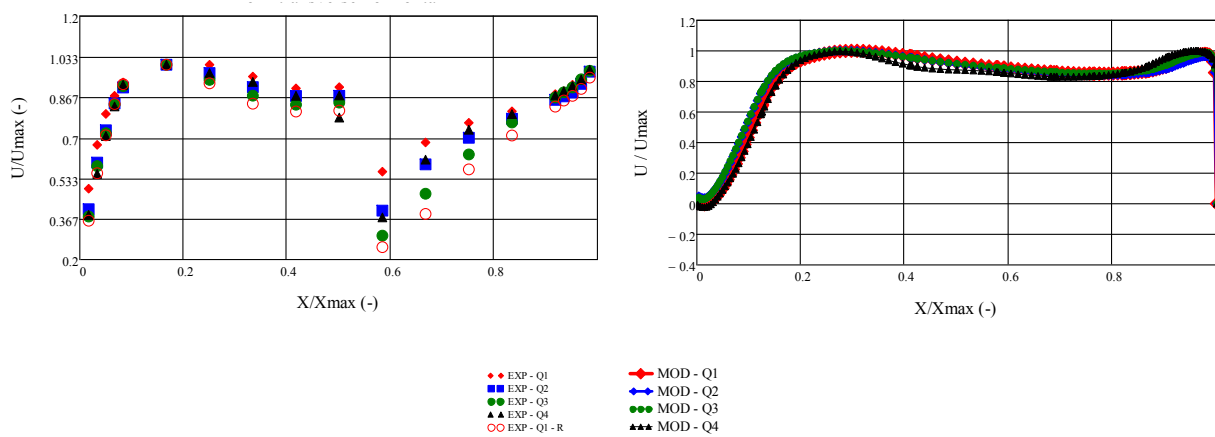 1.2
1.033
0.867
0.7
0.533
0.367
0.2
U/Umax (-)
0
0.2
0.4
0.6
0.8
X/Xmax (-)
1.2
1
0.8
0.6
0.4
0.2
0
− 0.2
− 0.4
U / Umax
0
0.2
0.4
0.6
0.8
X/Xmax (-)
EXP - Q1
EXP - Q2
EXP - Q3
EXP - Q4
EXP - Q1 - R
MOD - Q1
MOD - Q2
MOD - Q3
MOD - Q4